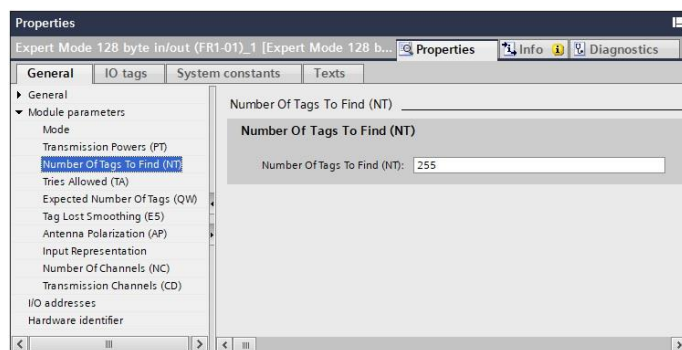 Properties
Expert Mode 128 byte in/out (FR1-01)_1 [Expert Mode 128 b...
Properties
Info
Diagnostics
General
IO tags
System constants
Texts
General
Module parameters
Mode
Transmission Powers (PT)
Number Of Tags To Find (NT)
Tries Allowed (TA)
Expected Number Of Tags (QW)
Tag Lost Smoothing (E5)
Antenna Polarization (AP)
Input Representation
Number Of Channels (NC)
Transmission Channels (CD)
I/O addresses
Hardware identifier
Number Of Tags To Find (NT)
Number Of Tags To Find (NT)
Number Of Tags To Find (NT): 255